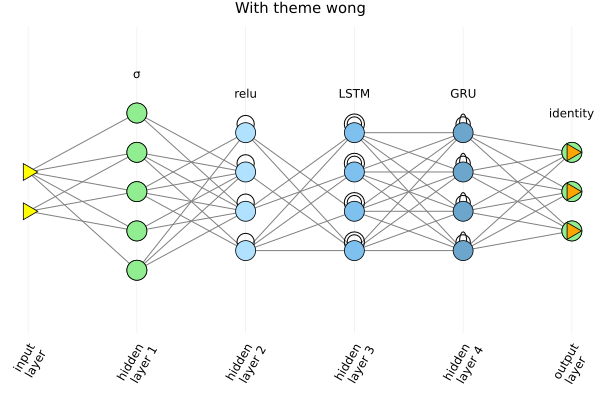 With theme wong
σ
relu
LSTM
GRU
identity
input
layer
hidden
layer 1
hidden
layer 2
hidden
layer 3
hidden
layer 4
output
layer